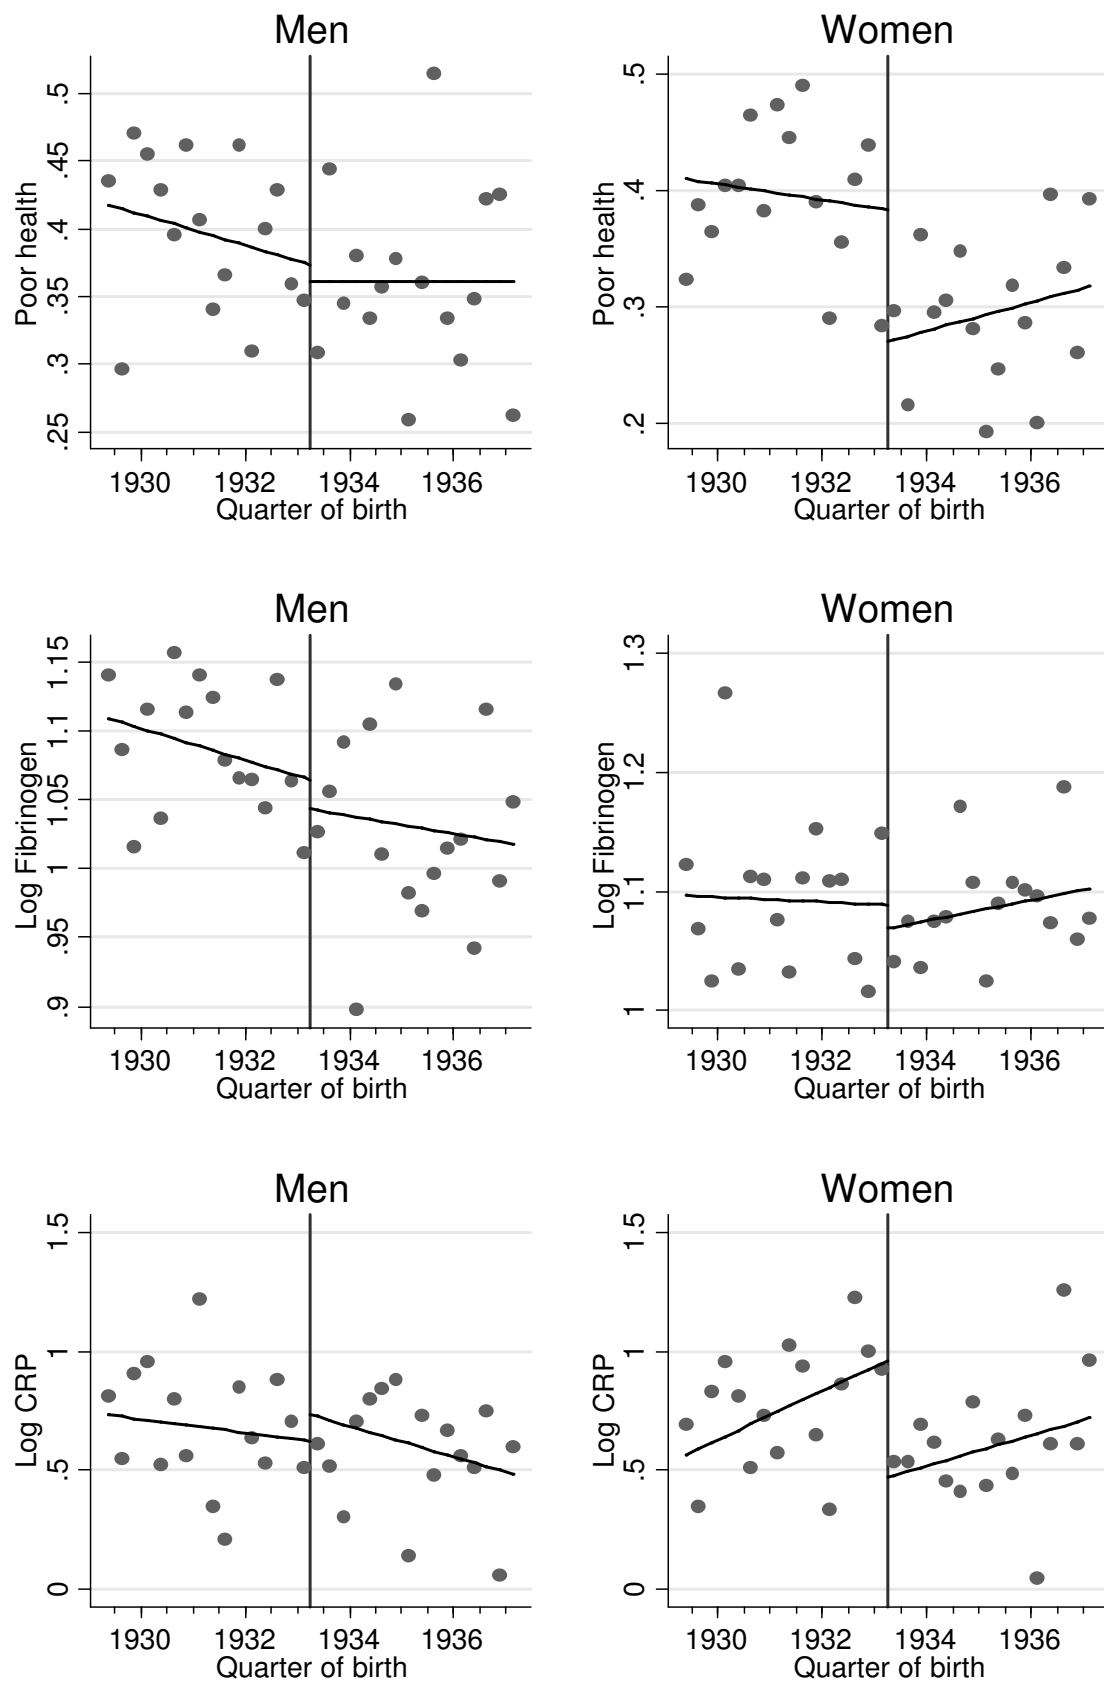 Men
Women
Poor health
.5
.45
.4
.35
.3
.25
1930 1932 1934 1936
Quarter of birth
Poor health
.5
.4
.3
.2
1930 1932 1934 1936
Quarter of birth
Men
Women
Log Fibrinogen
1.15
1.1
1.05
1
.95
.9
1930 1932 1934 1936
Quarter of birth
Log Fibrinogen
1.3
1.2
1.1
1
1930 1932 1934 1936
Quarter of birth
Men
Women
Log CRP
1.5
1
.5
0
1930 1932 1934 1936
Quarter of birth
Log CRP
1.5
1
.5
0
1930 1932 1934 1936
Quarter of birth